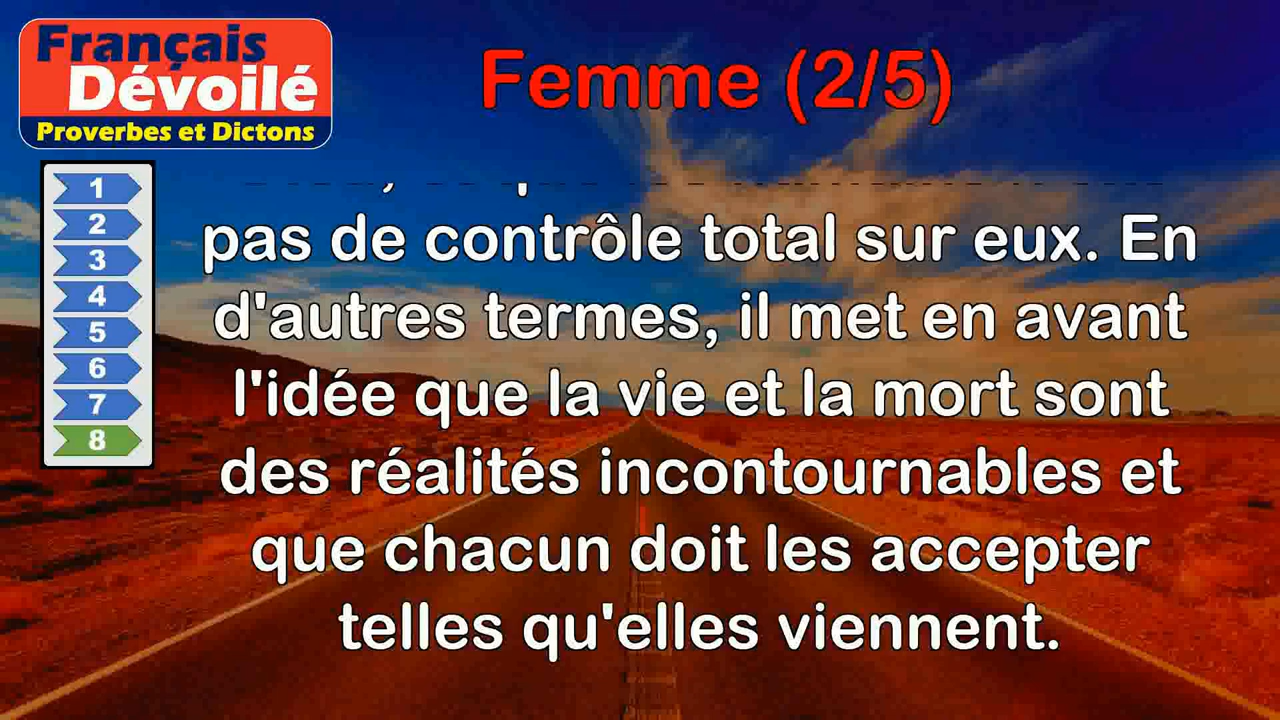 Français
Dévoilé
Proverbes et Dictons
Femme (2/5)
1
2
3
4
5
6
7
8
pas de contrôle total sur eux. En
d'autres termes, il met en avant
l'idée que la vie et la mort sont
des réalités incontournables et
que chacun doit les accepter
telles qu'elles viennent.